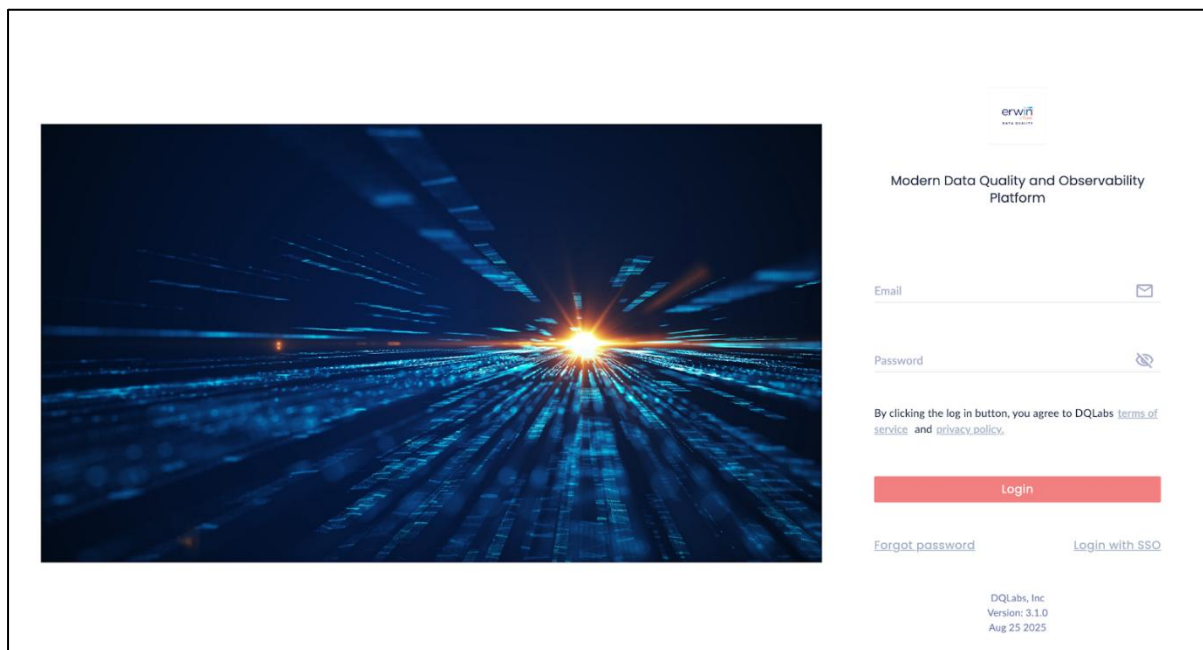 erwin
DATA QUALITY
Modern Data Quality and Observability
Platform
Email
Password
By clicking the log in button, you agree to DQLabs terms of
service and privacy policy.
Login
Forgot password
Login with SSO
DQLabs, Inc
Version: 3.1.0
Aug 25 2025